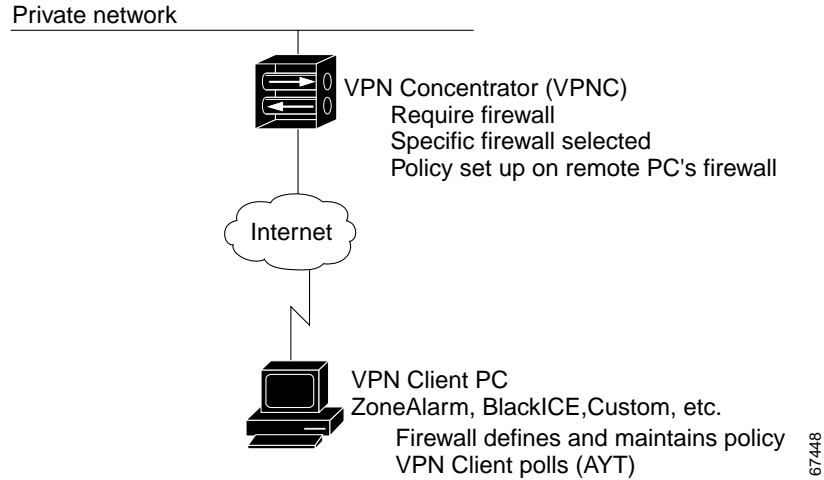 Private network
VPN Concentrator (VPNC)
Require firewall
Specific firewall selected
Policy set up on remote PC's firewall
Internet
VPN Client PC
ZoneAlarm, BlackICE,Custom, etc.
Firewall defines and maintains policy
VPN Client polls (AYT)
67448